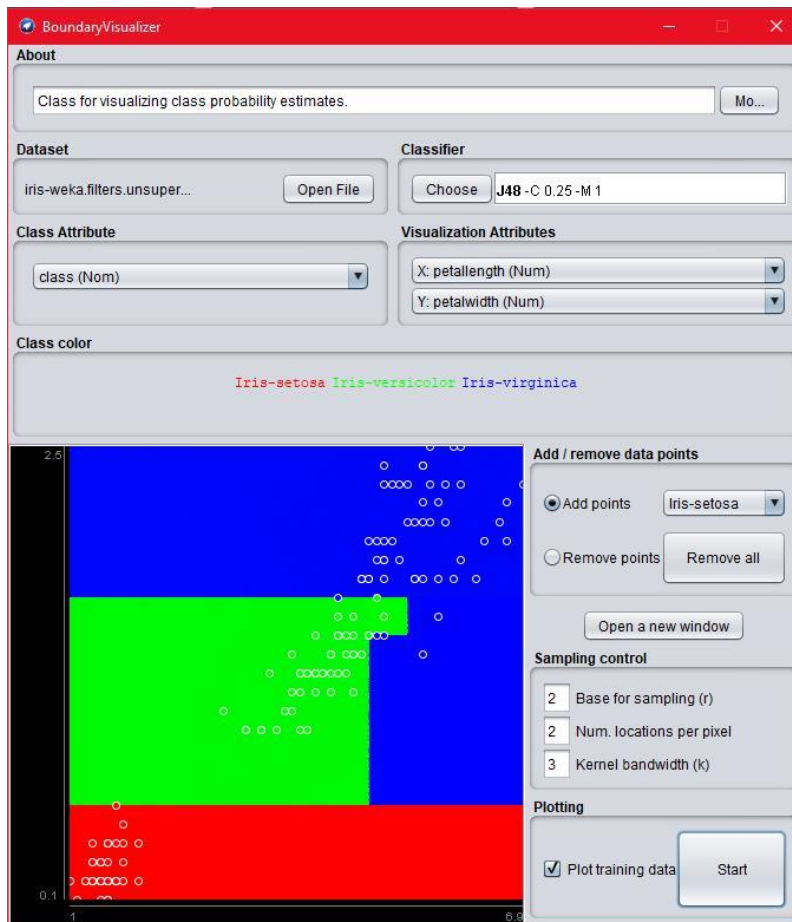 BoundaryVisualizer
About
Class for visualizing class probability estimates.
Mo...
Dataset
Classifier
iris-weka.filters.unsuper...
Open File
Choose
J48 -C 0.25 -M 1
Class Attribute
Visualization Attributes
class (Nom)
X: petallength (Num)
Y: petalwidth (Num)
Class color
Iris-setosa Iris-versicolor Iris-virginica
2.5
0.1
1
6.9
Add / remove data points
Add points
Iris-setosa
Remove points
Remove all
Open a new window
Sampling control
2 Base for sampling (r)
2 Num. locations per pixel
3 Kernel bandwidth (k)
Plotting
Plot training data
Start